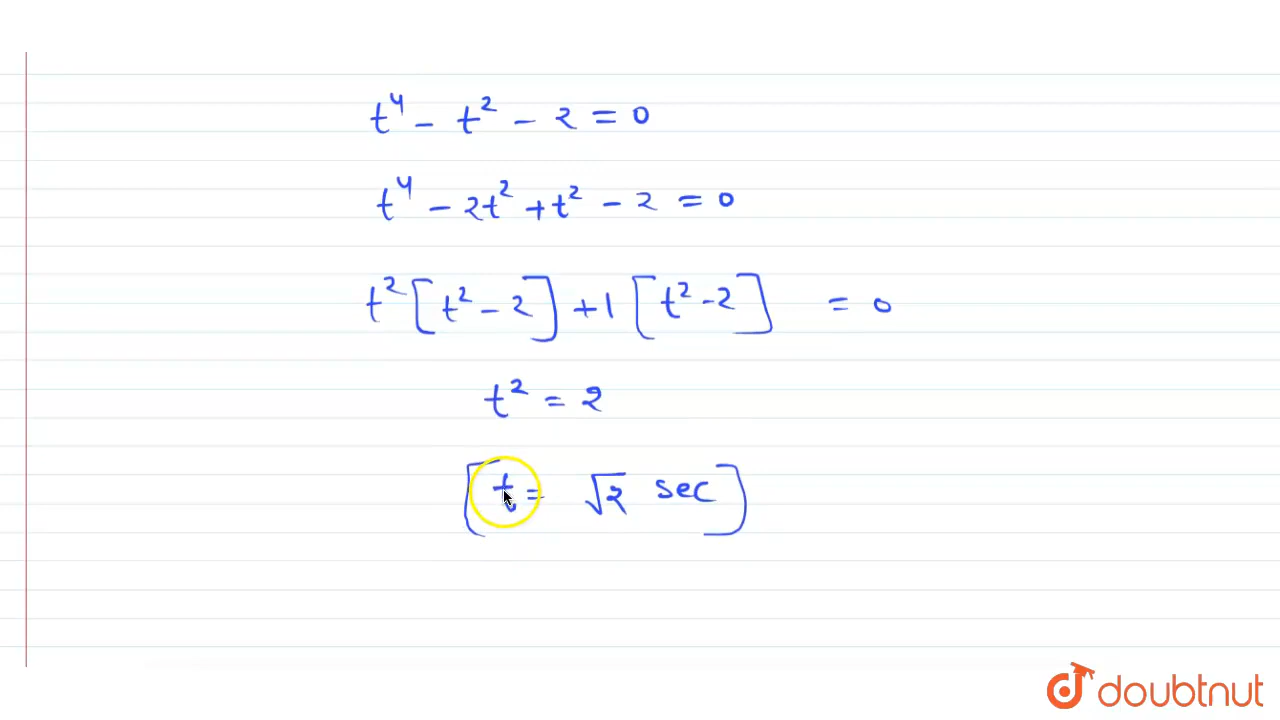 t⁴ - t² - 2 = 0
t⁴ - 2t² + t² - 2 = 0
t² [t² - 2] + 1 [t² - 2] = 0
t² = 2
[t = √2 sec]
doubtnut